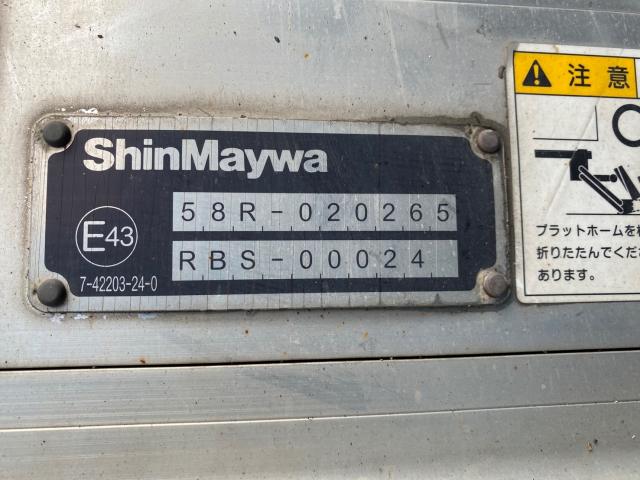 ShinMaywa
58R-020265
E43
RBS-00024
7-42203-24-0
注意
プラットホームを
折りたたんでくだ
あります。